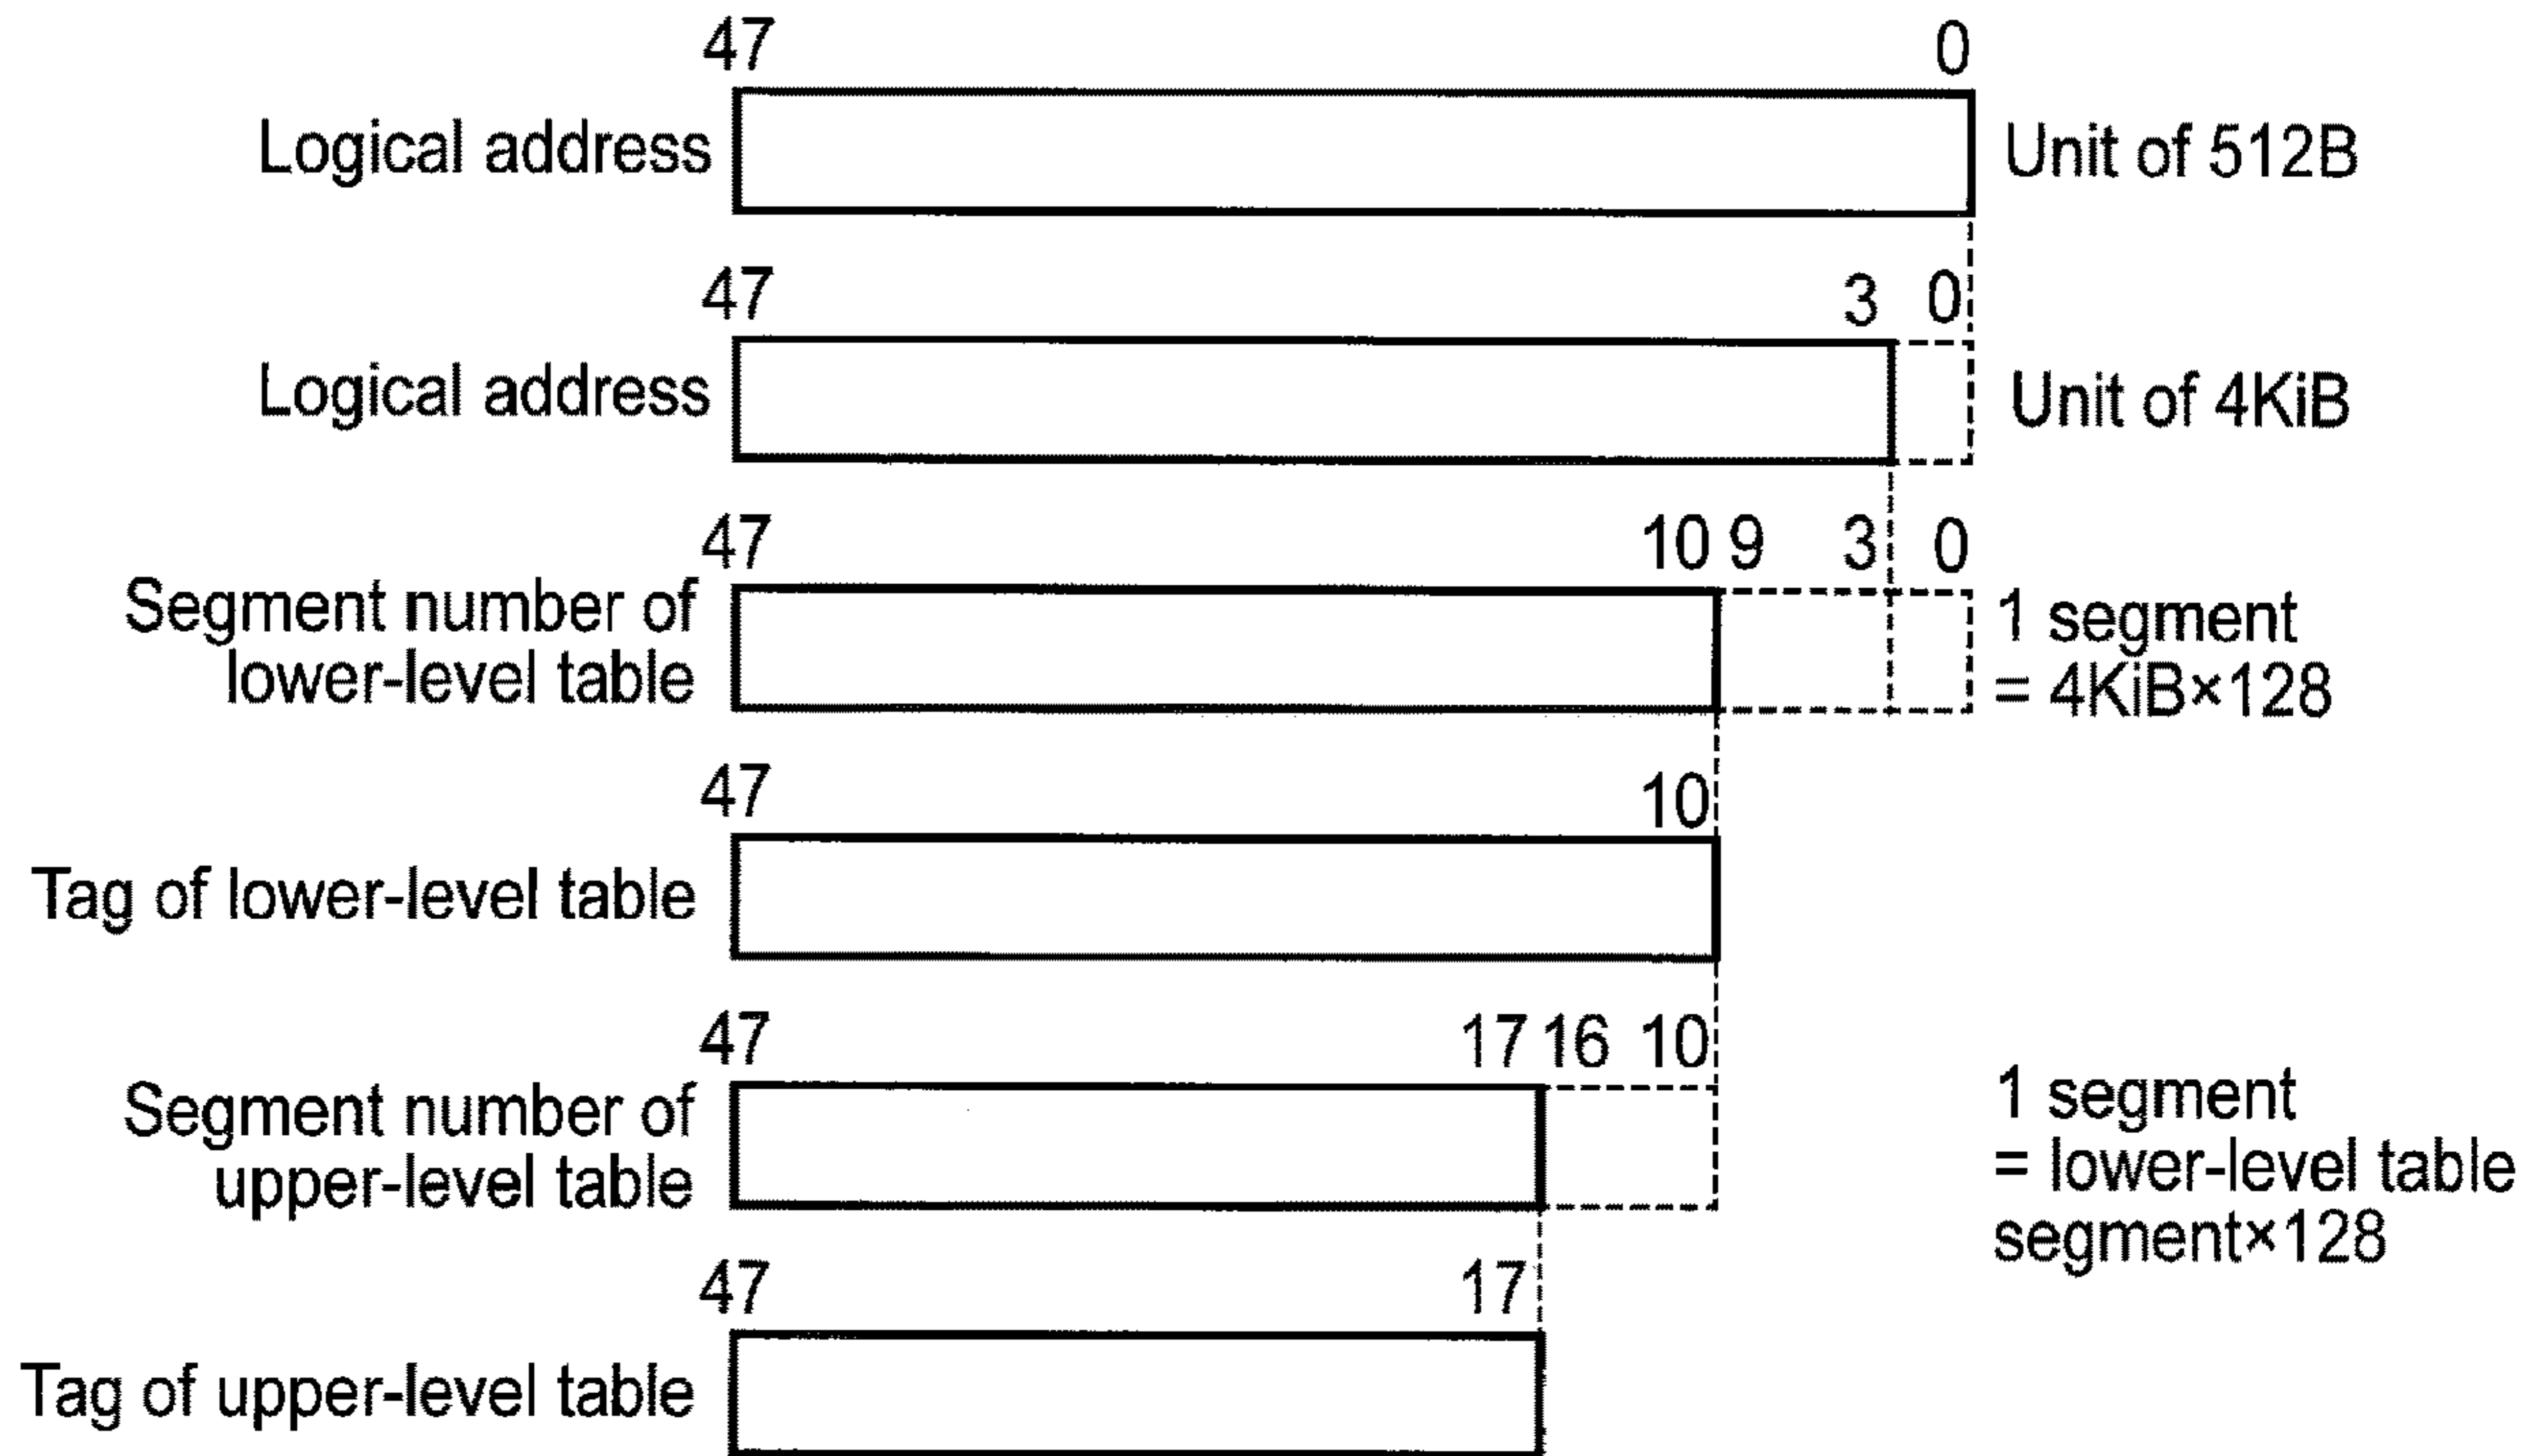 47 0
Logical address Unit of 512B
47 3 0
Logical address Unit of 4KiB
47 10 9 3 0
Segment number of
lower-level table
1 segment
= 4KiB×128
47 10
Tag of lower-level table
47 17 16 10
Segment number of
upper-level table
1 segment
= lower-level table
segment×128
47 17
Tag of upper-level table